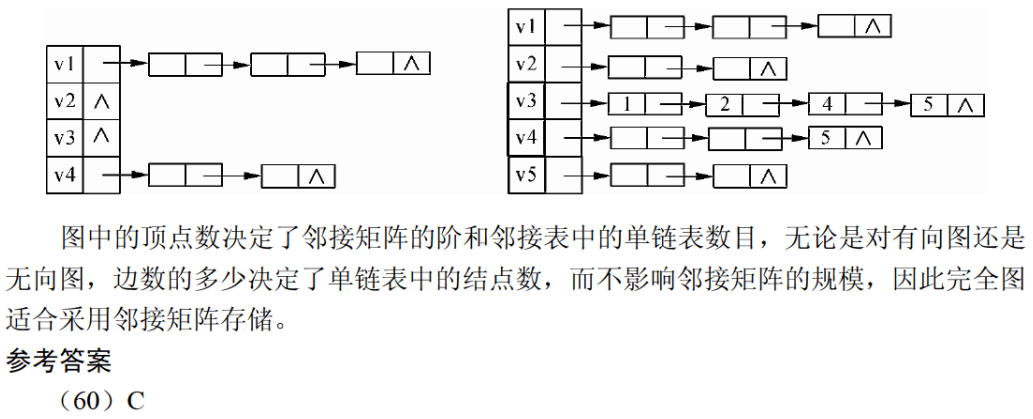 v1
v2 ∧
v3 ∧
v4
∧
∧
v1 ∧
v2 ∧
v3 1 2 4 5 ∧
v4 5 ∧
v5 ∧
图中的顶点数决定了邻接矩阵的阶和邻接表中的单链表数目，无论是对有向图还是
无向图，边数的多少决定了单链表中的结点数，而不影响邻接矩阵的规模，因此完全图
适合采用邻接矩阵存储。
参考答案
（60）C